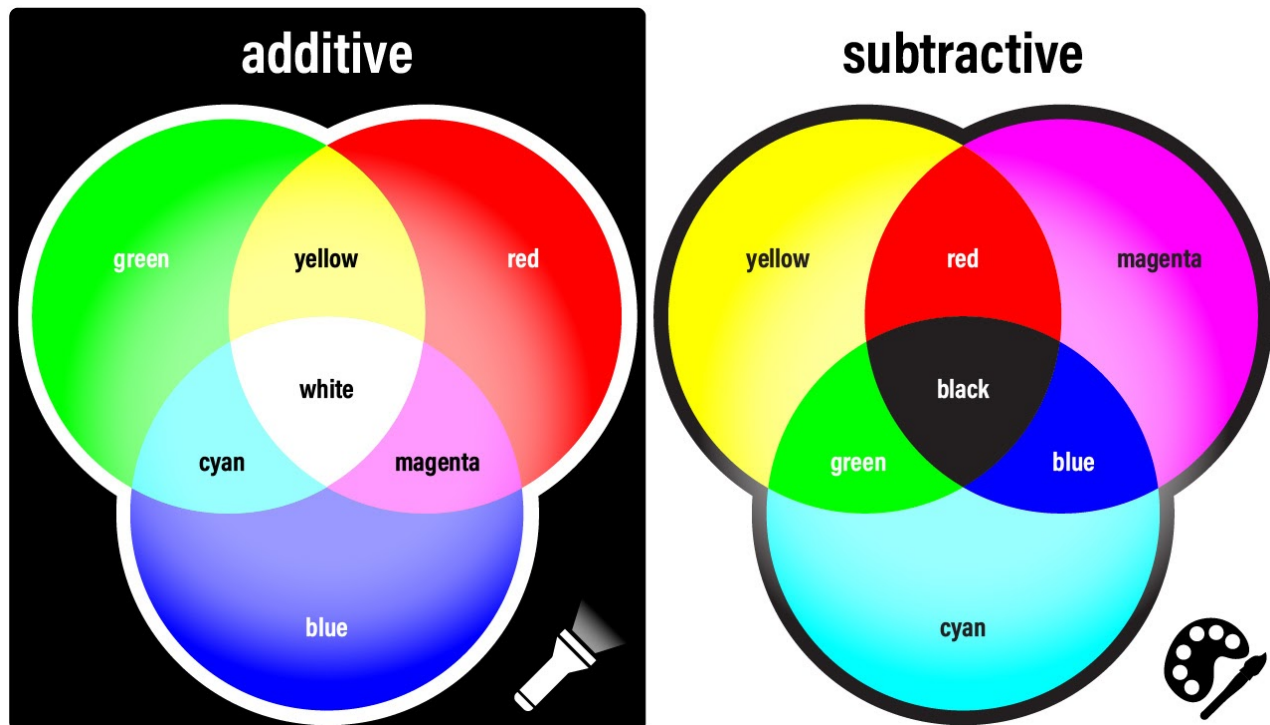 additive
green
yellow
red
white
cyan
magenta
blue
subtractive
yellow
red
magenta
black
green
blue
cyan